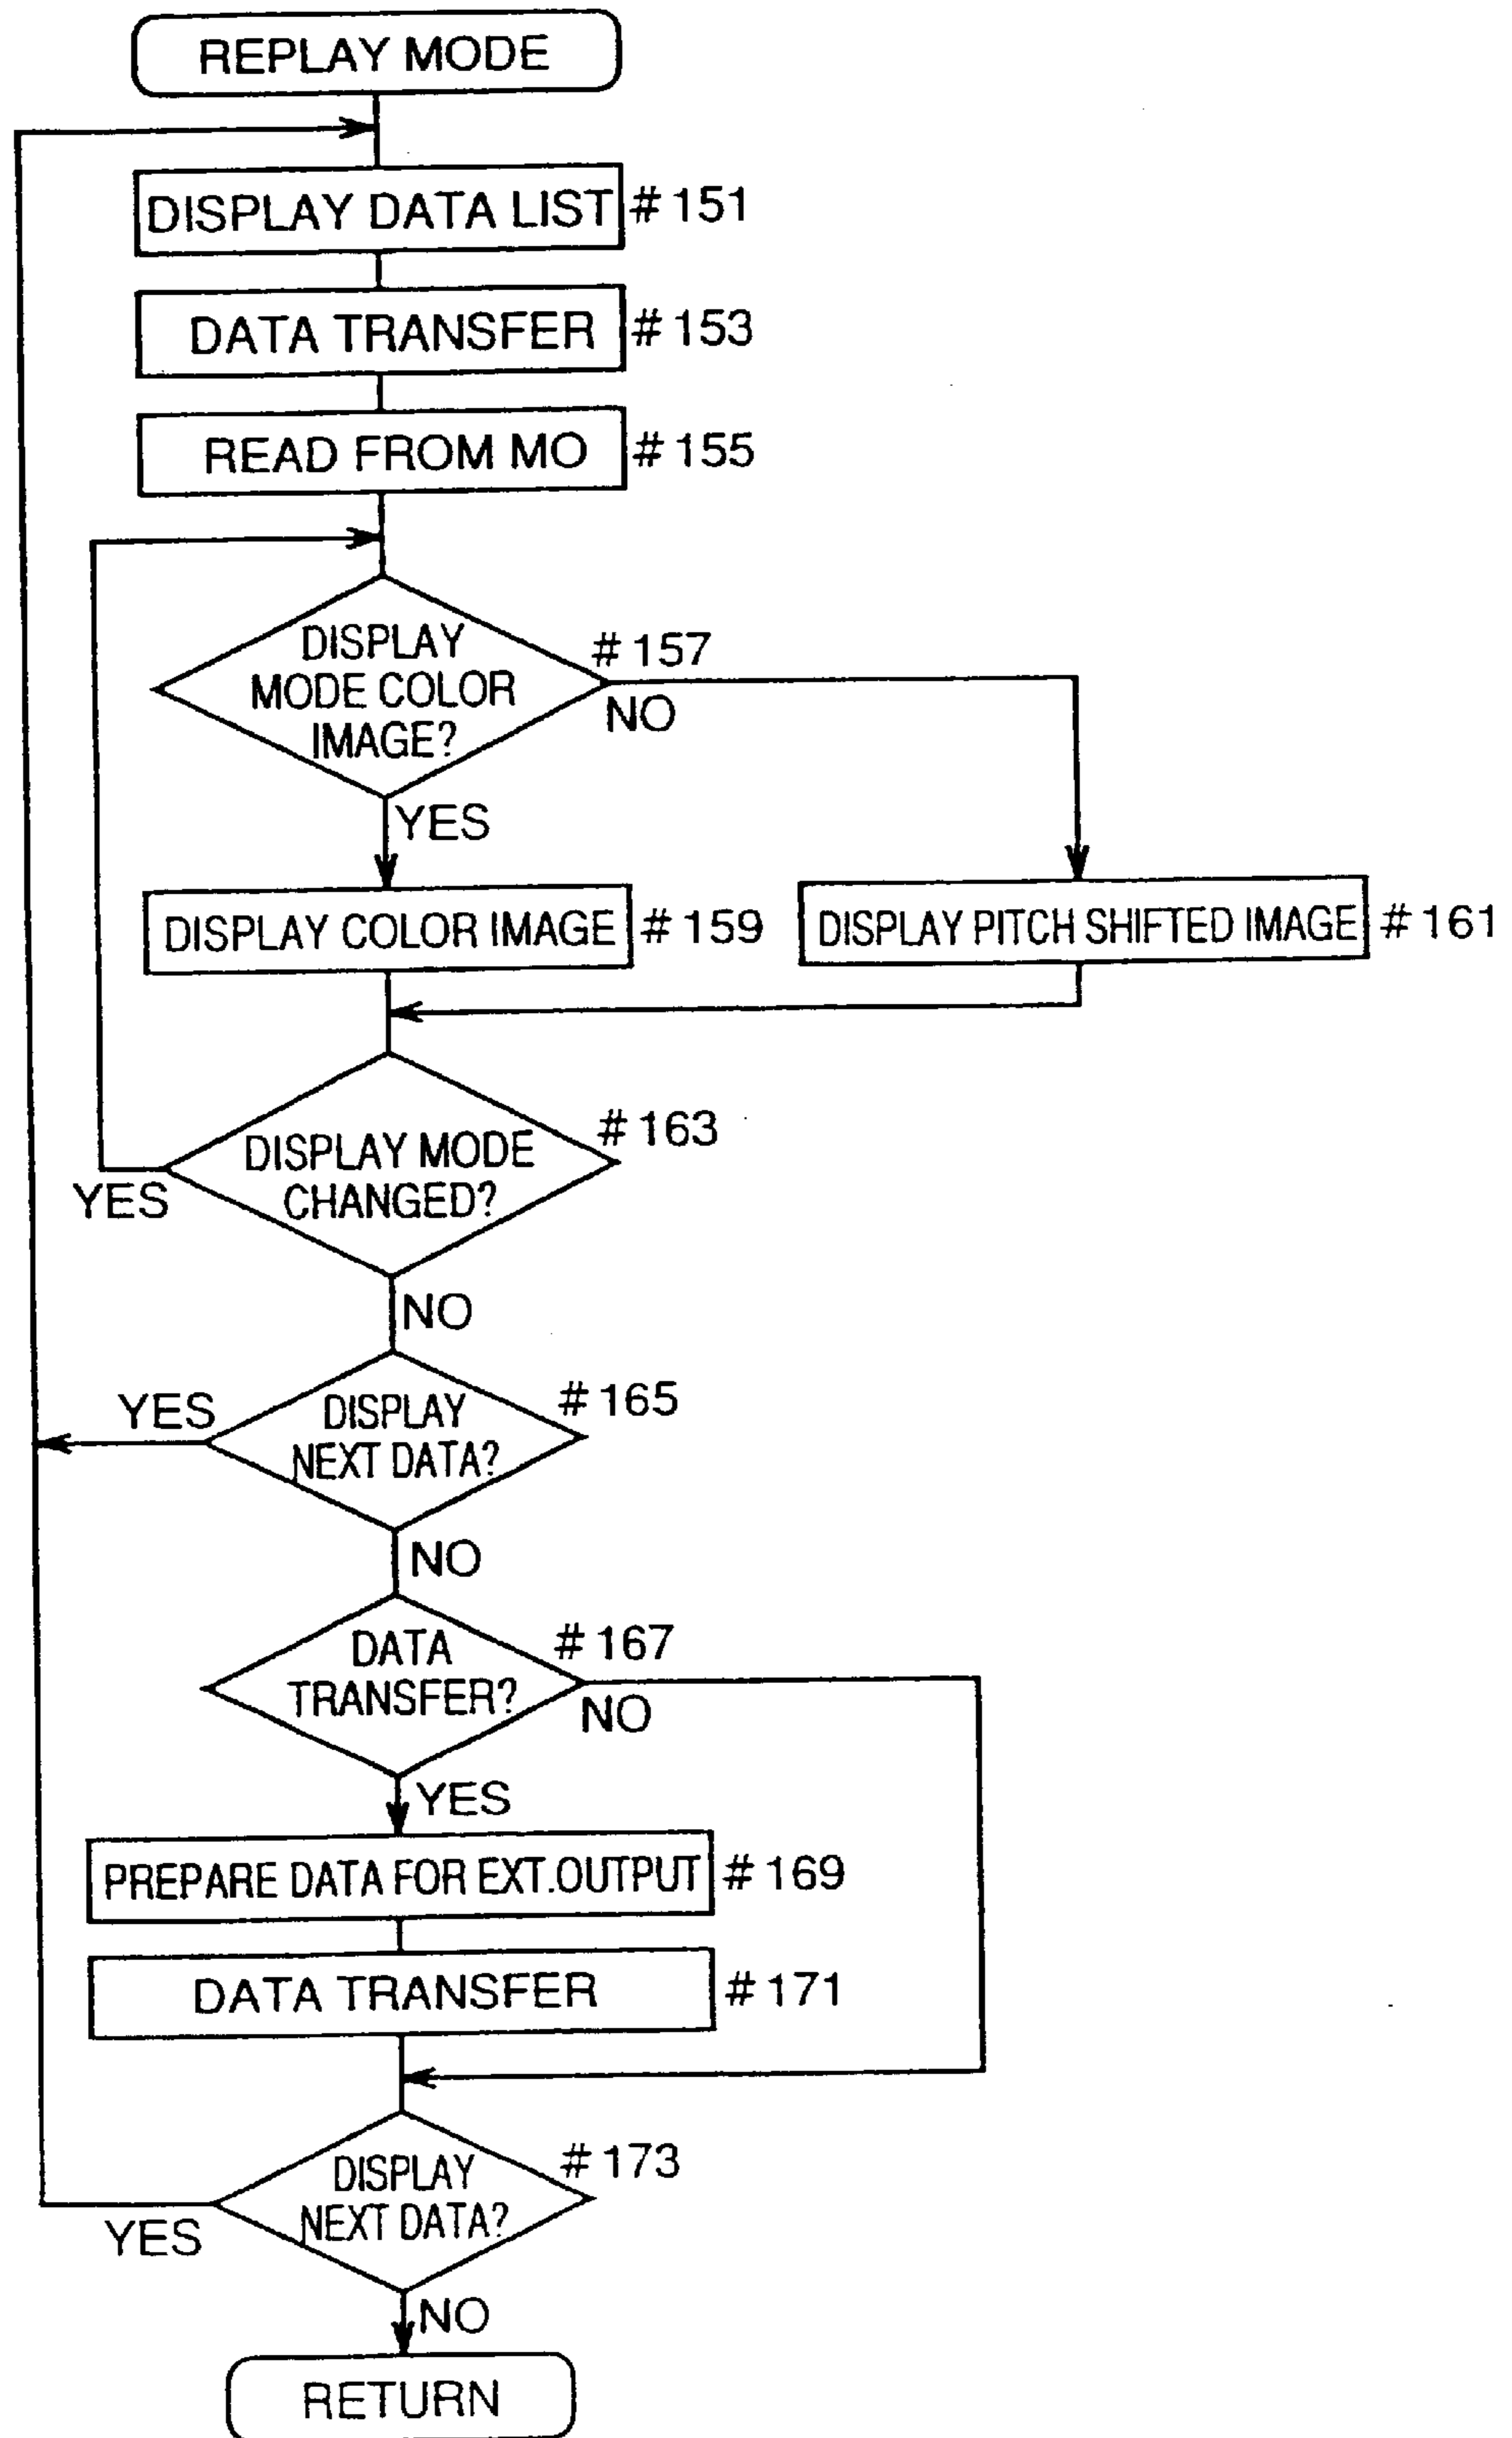 REPLAY MODE
DISPLAY DATA LIST #151
DATA TRANSFER #153
READ FROM MO #155
DISPLAY
MODE COLOR
IMAGE?
#157
NO
YES
DISPLAY COLOR IMAGE #159
DISPLAY PITCH SHIFTED IMAGE #161
DISPLAY MODE
CHANGED?
#163
YES
NO
DISPLAY
NEXT DATA?
#165
YES
NO
DATA
TRANSFER?
#167
NO
YES
PREPARE DATA FOR EXT.OUTPUT #169
DATA TRANSFER #171
DISPLAY
NEXT DATA?
#173
YES
NO
RETURN